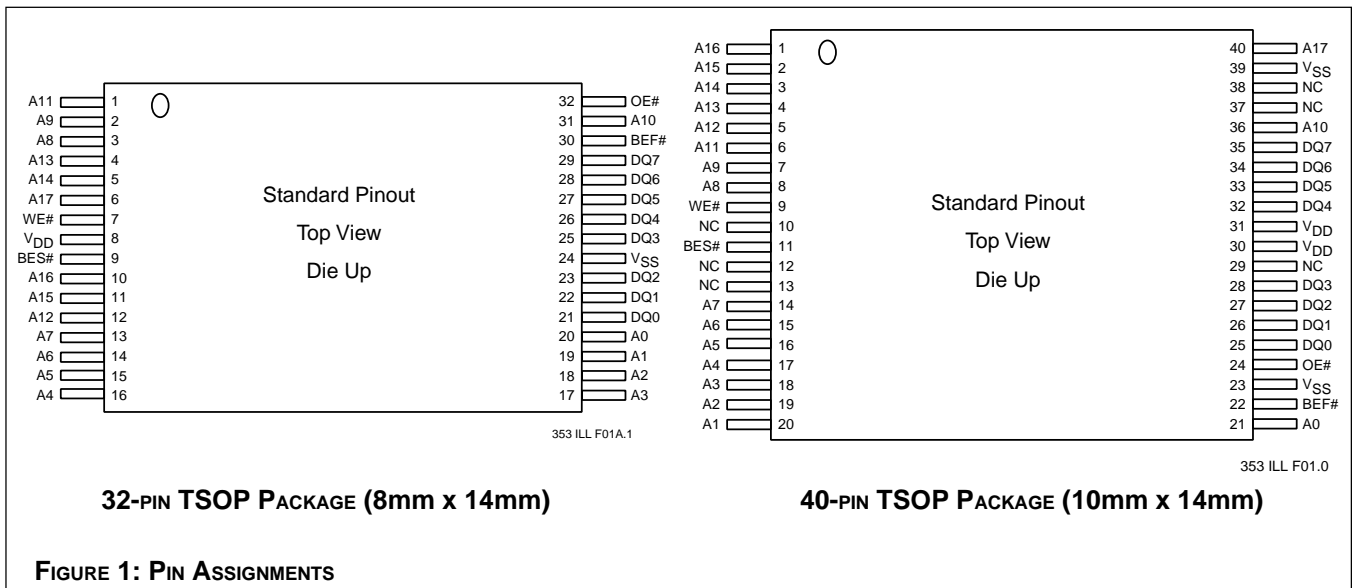 A11 1 32 OE#
A9 2 31 A10
A8 3 30 BEF#
A13 4 29 DQ7
A14 5 28 DQ6
A17 6 27 DQ5
WE# 7 26 DQ4
VDD 8 25 DQ3
BES# 9 24 VSS
A16 10 23 DQ2
A15 11 22 DQ1
A12 12 21 DQ0
A7 13 20 A0
A6 14 19 A1
A5 15 18 A2
A4 16 17 A3
Standard Pinout
Top View
Die Up
353 ILL F01A.1
32-PIN TSOP PACKAGE (8mm x 14mm)
A16 1 40 A17
A15 2 39 VSS
A14 3 38 NC
A13 4 37 NC
A12 5 36 A10
A11 6 35 DQ7
A9 7 34 DQ6
A8 8 33 DQ5
WE# 9 32 DQ4
NC 10 31 VDD
BES# 11 30 VDD
NC 12 29 NC
NC 13 28 DQ3
A7 14 27 DQ2
A6 15 26 DQ1
A5 16 25 DQ0
A4 17 24 OE#
A3 18 23 VSS
A2 19 22 BEF#
A1 20 21 A0
Standard Pinout
Top View
Die Up
353 ILL F01.0
40-PIN TSOP PACKAGE (10mm x 14mm)
FIGURE 1: PIN ASSIGNMENTS